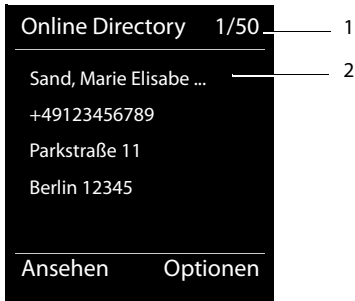 Online Directory 1/50 1
Sand, Marie Elisabe ... 2
+49123456789
Parkstraße 11
Berlin 12345
Ansehen Optionen